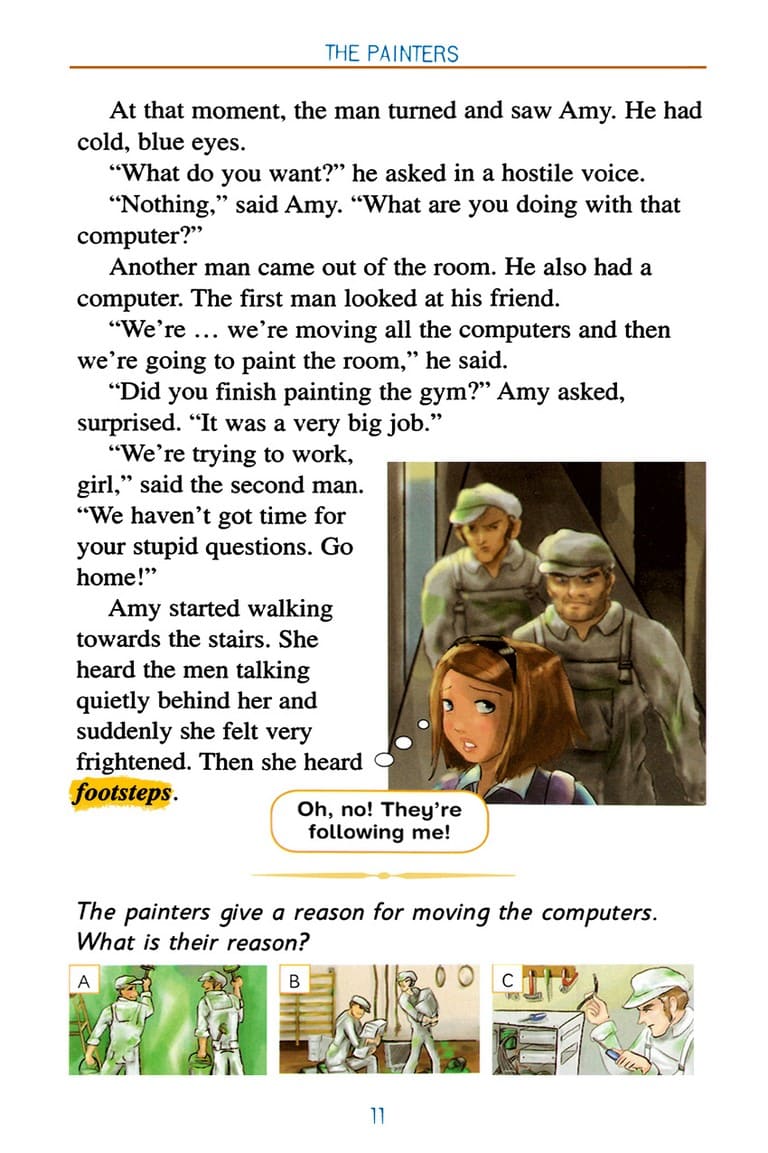 THE PAINTERS
At that moment, the man turned and saw Amy. He had
cold, blue eyes.
“What do you want?” he asked in a hostile voice.
“Nothing,” said Amy. “What are you doing with that
computer?”
Another man came out of the room. He also had a
computer. The first man looked at his friend.
“We’re … we’re moving all the computers and then
we’re going to paint the room,” he said.
“Did you finish painting the gym?” Amy asked,
surprised. “It was a very big job.”
“We’re trying to work,
girl,” said the second man.
“We haven’t got time for
your stupid questions. Go
home!”
Amy started walking
towards the stairs. She
heard the men talking
quietly behind her and
suddenly she felt very
frightened. Then she heard
footsteps.
Oh, no! They’re
following me!
The painters give a reason for moving the computers.
What is their reason?
A
B
C
11